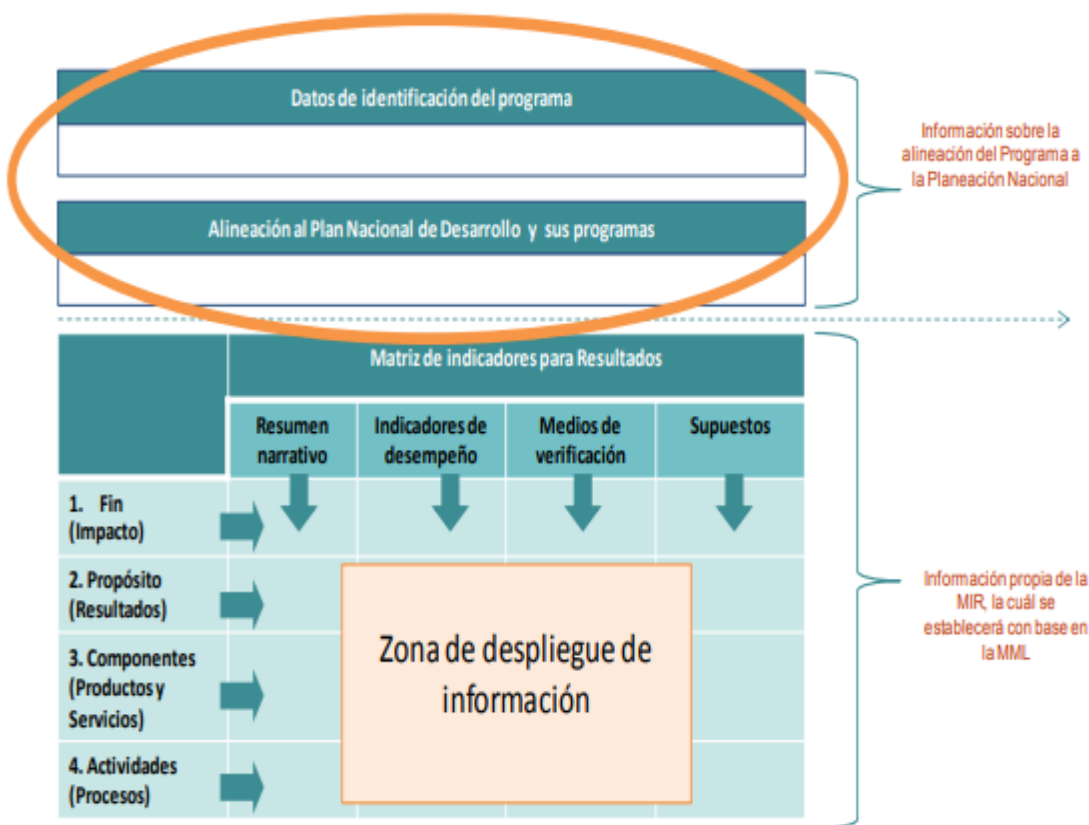 Datos de identificación del programa
Alineación al Plan Nacional de Desarrollo y sus programas
Información sobre la
alineación del Programa a
la Planeación Nacional
Matriz de indicadores para Resultados
Resumen
narrativo
Indicadores de
desempeño
Medios de
verificación
Supuestos
1. Fin
(Impacto)
2. Propósito
(Resultados)
3. Componentes
(Productos y
Servicios)
4. Actividades
(Procesos)
Zona de despliegue de
información
Información propia de la
MIR, la cuál se
establecerá con base en
la MML